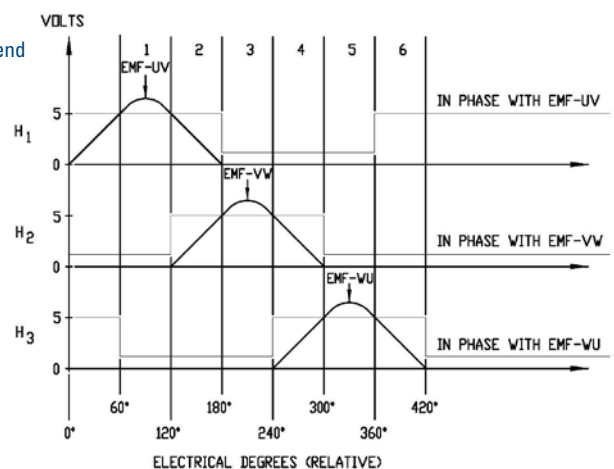 VOLTS
end
1 2 3 4 5 6
EMF-UV
5
H1
0
IN PHASE WITH EMF-UV
EMF-VW
5
H2
0
IN PHASE WITH EMF-VW
EMF-WU
5
H3
0
IN PHASE WITH EMF-WU
60° 180° 300° 420°
0° 120° 240° 360°
ELECTRICAL DEGREES (RELATIVE)